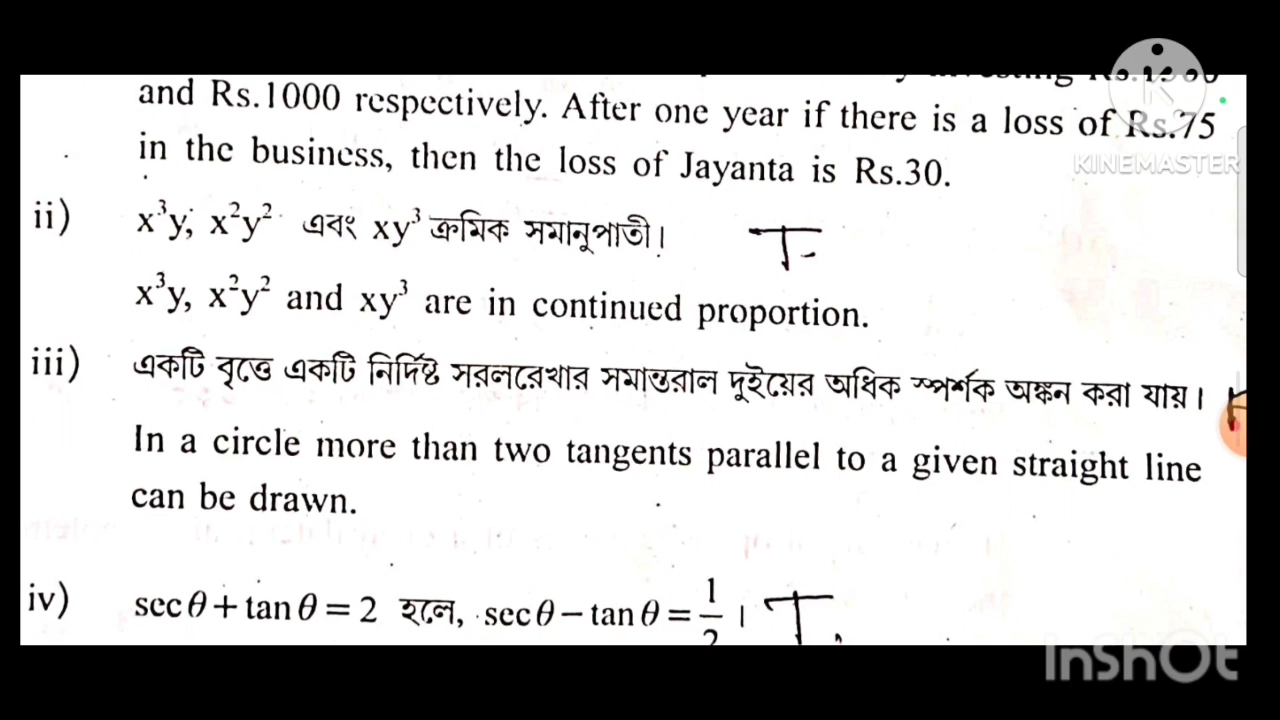 and Rs.1000 respectively. After one year if there is a loss of Rs.75
KINEMASTER
in the business, then the loss of Jayanta is Rs.30.
ii) x³y, x²y² এবং xy³ ক্রমিক সমানুপাতী। T.
x³y, x²y² and xy³ are in continued proportion.
iii) একটি বৃত্তে একটি নির্দিষ্ট সরলরেখার সমান্তরাল দুইয়ের অধিক স্পর্শক অঙ্কন করা যায়।
In a circle more than two tangents parallel to a given straight line
can be drawn.
iv) secθ + tanθ = 2 হলে, secθ − tanθ = 1/2। T.
InShOt